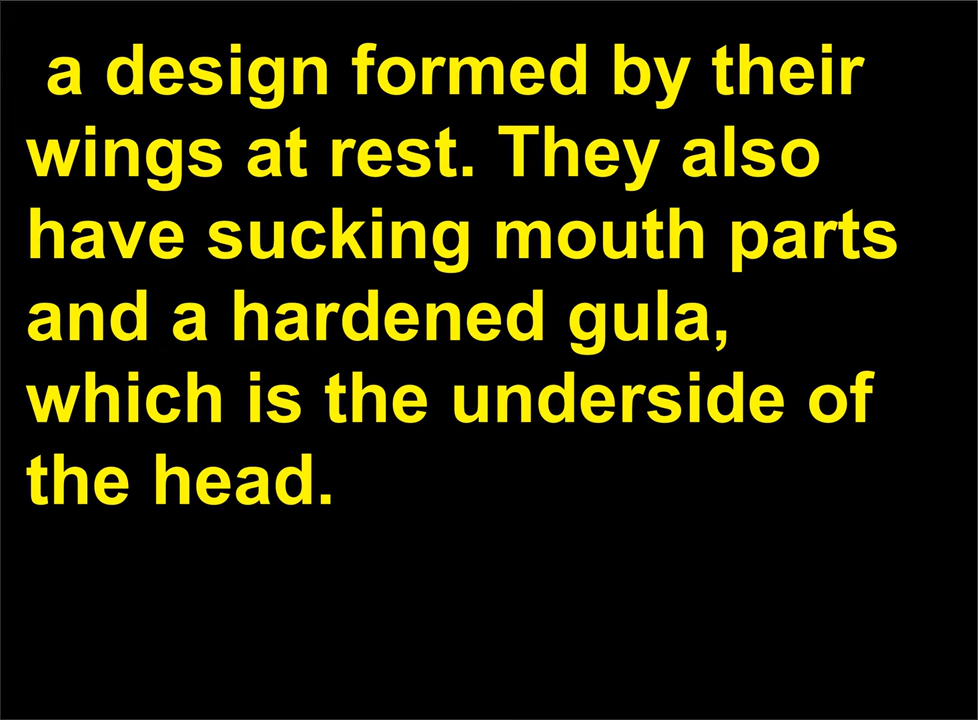 a design formed by their
wings at rest. They also
have sucking mouth parts
and a hardened gula,
which is the underside of
the head.